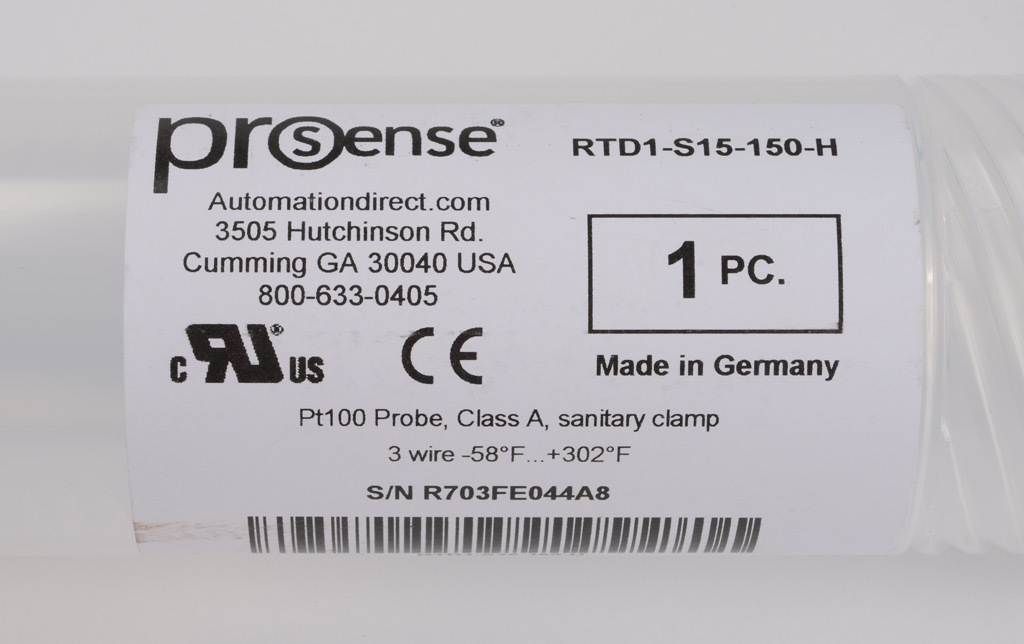 prosense®
RTD1-S15-150-H
Automationdirect.com
3505 Hutchinson Rd.
Cumming GA 30040 USA
800-633-0405
1 PC.
c RU® US
CE
Made in Germany
Pt100 Probe, Class A, sanitary clamp
3 wire -58°F...+302°F
S/N R703FE044A8